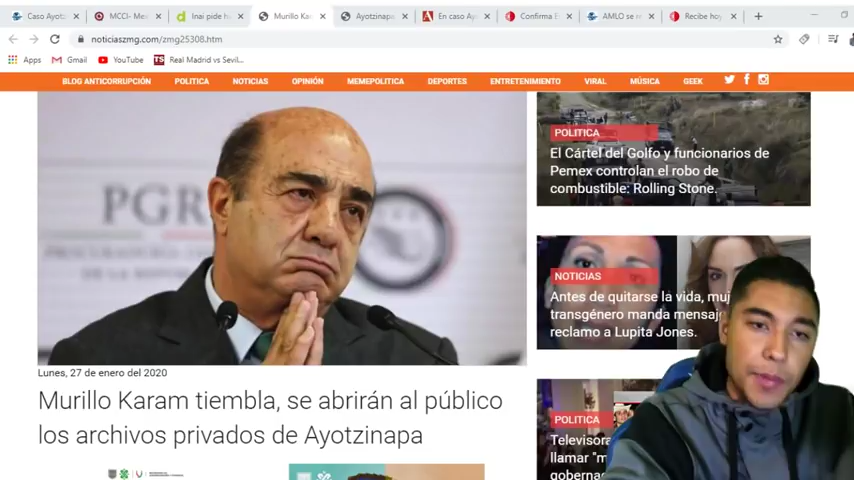 Caso Ayotz
MCCI- Mex
Inai pide h
Murillo Kar
Ayotzinapa
En caso Ay
Confirma E
AMLO se r
Recibe hoy
noticiaszmg.com/zmg25308.htm
Apps
Gmail
YouTube
Real Madrid vs Sevil...
BLOG ANTICORRUPCIÓN
POLITICA
NOTICIAS
OPINIÓN
MEMEPOLITICA
DEPORTES
ENTRETENIMIENTO
VIRAL
MÚSICA
GEEK
PGR
Lunes, 27 de enero del 2020
Murillo Karam tiembla, se abrirán al público
los archivos privados de Ayotzinapa
POLITICA
El Cártel del Golfo y funcionarios de
Pemex controlan el robo de
combustible: Rolling Stone.
NOTICIAS
Antes de quitarse la vida, muj
transgénero manda mensaj
reclamo a Lupita Jones.
POLITICA
Televisora
llamar "m
goberna